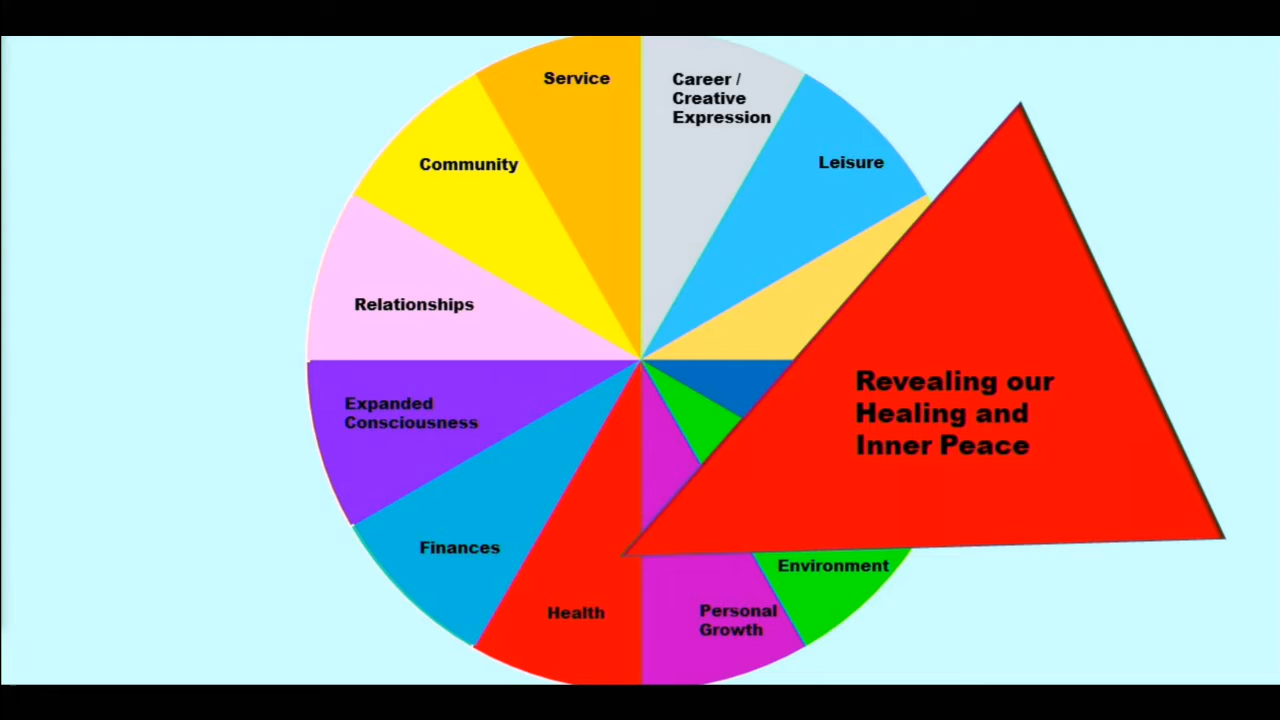 Service
Career /
Creative
Expression
Community
Leisure
Relationships
Expanded
Consciousness
Revealing our
Healing and
Inner Peace
Finances
Environment
Health
Personal
Growth